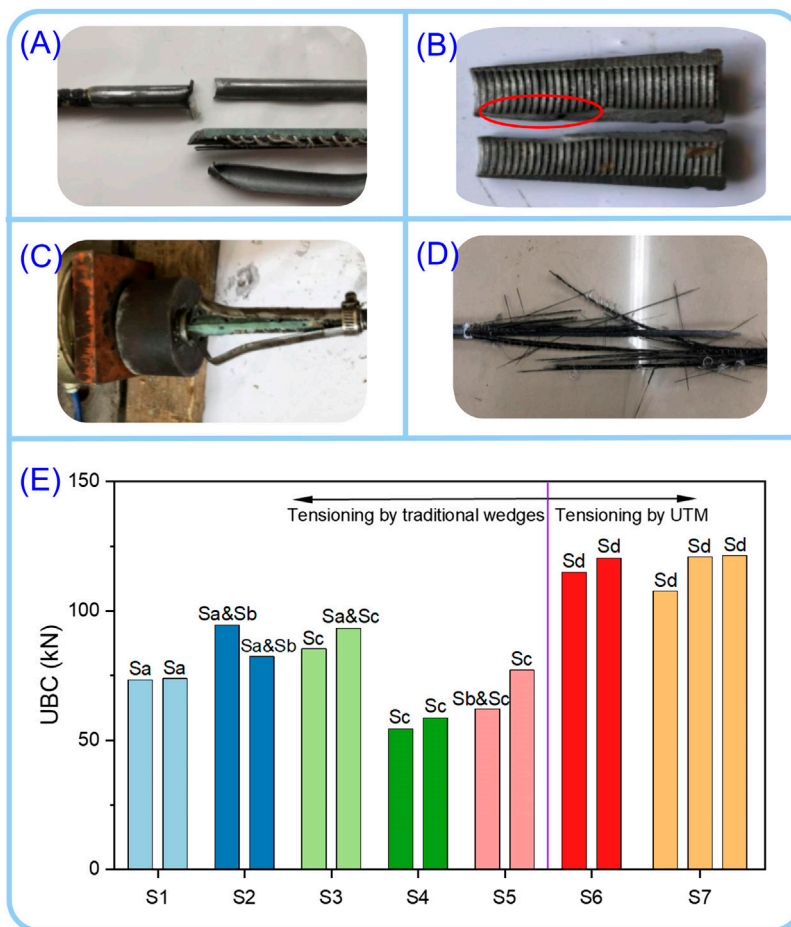 (A)
(B)
(C)
(D)
(E)
150
100
50
0
UBC (kN)
Tensioning by traditional wedges
Tensioning by UTM
Sa
Sa
Sa&Sb
Sa&Sb
Sc
Sa&Sc
Sc
Sc
Sb&Sc
Sc
Sd
Sd
Sd
Sd
Sd
S1
S2
S3
S4
S5
S6
S7